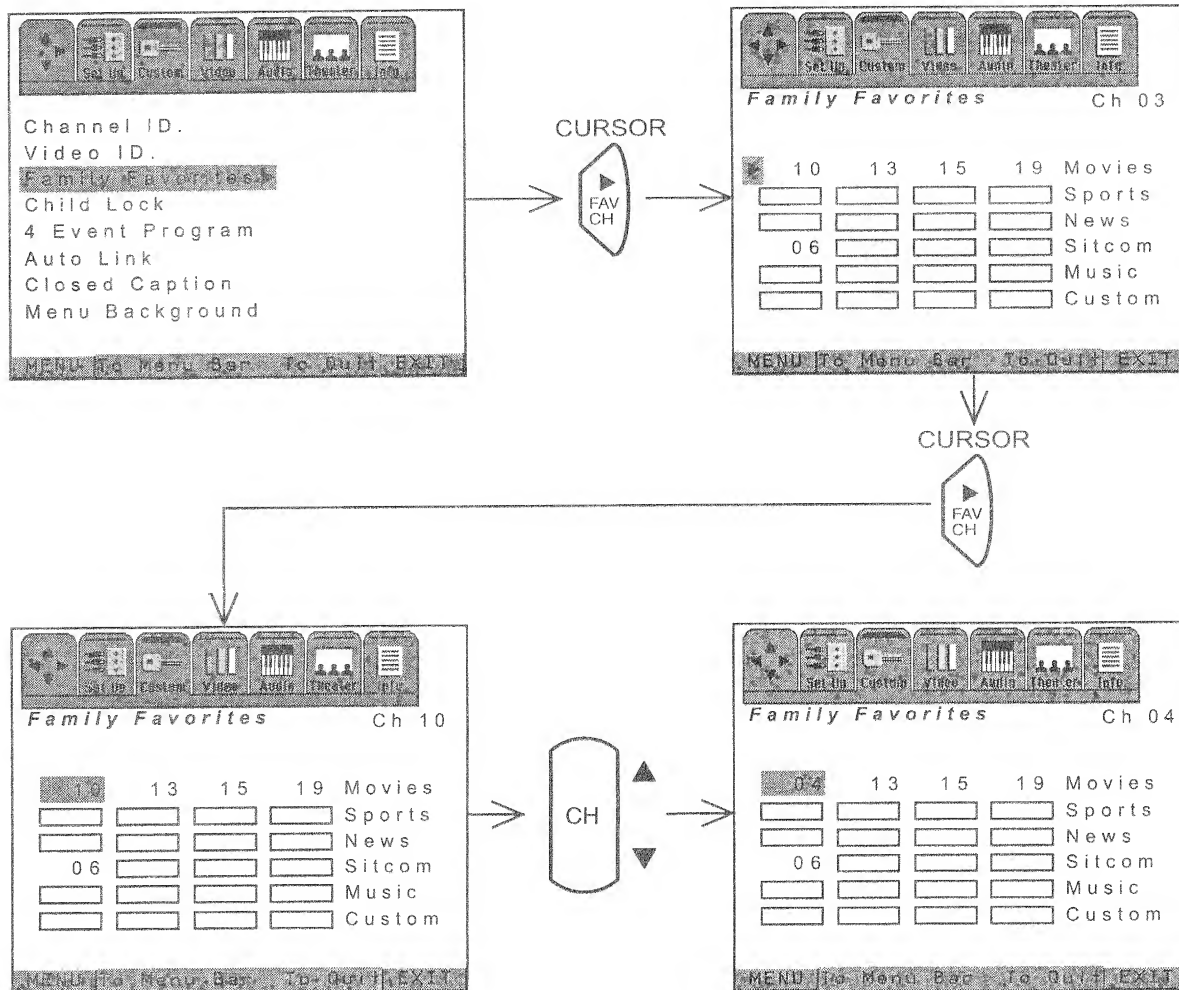 Set Up Custom Video Audio Theater Info
Channel ID.
Video ID.
Family Favorites
Child Lock
4 Event Program
Auto Link
Closed Caption
Menu Background
MENU To Menu Bar To Quit EXIT
CURSOR
FAV
CH
Set Up Custom Video Audio Theater Info
Family Favorites Ch 03
10 13 15 19 Movies
Sports
News
06 Sitcom
Music
Custom
MENU To Menu Bar To Quit EXIT
CURSOR
FAV
CH
Set Up Custom Video Audio Theater Info
Family Favorites Ch 10
10 13 15 19 Movies
Sports
News
06 Sitcom
Music
Custom
MENU To Menu Bar To Quit EXIT
CH
Set Up Custom Video Audio Theater Info
Family Favorites Ch 04
04 13 15 19 Movies
Sports
News
06 Sitcom
Music
Custom
MENU To Menu Bar To Quit EXIT